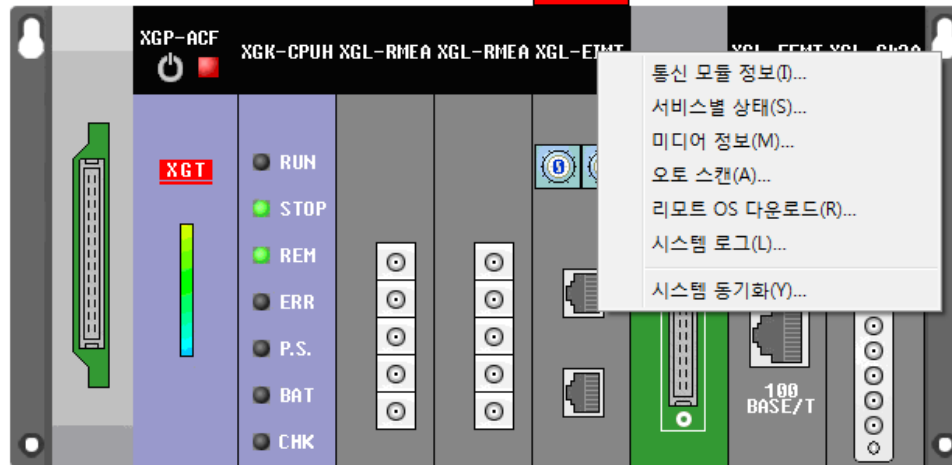 XGP-ACF
XGK-CPUH XGL-RMEA XGL-RMEA
XGT
RUN
STOP
REM
ERR
P.S.
BAT
CHK
통신 모듈 정보(I)...
서비스별 상태(S)...
미디어 정보(M)...
오토 스캔(A)...
리모트 OS 다운로드(R)...
시스템 로그(L)...
시스템 동기화(Y)...
100
BASE/T